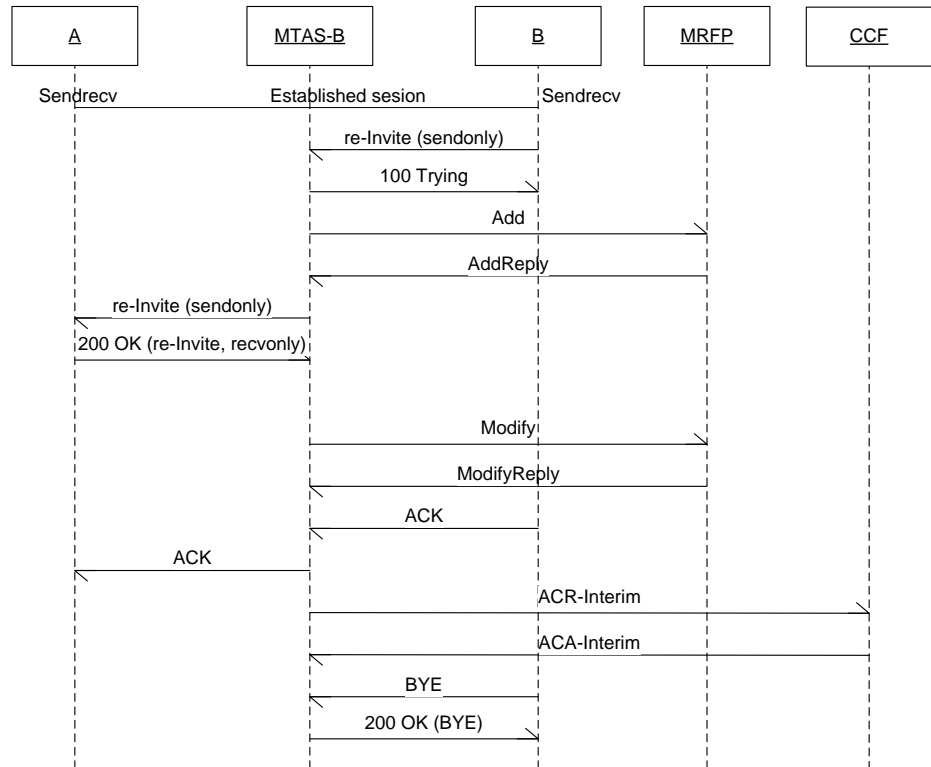 A
MTAS-B
B
MRFP
CCF
Sendrecv
Established sesion
Sendrecv
re-Invite (sendonly)
100 Trying
Add
AddReply
re-Invite (sendonly)
200 OK (re-Invite, recvonly)
Modify
ModifyReply
ACK
ACK
ACR-Interim
ACA-Interim
BYE
200 OK (BYE)